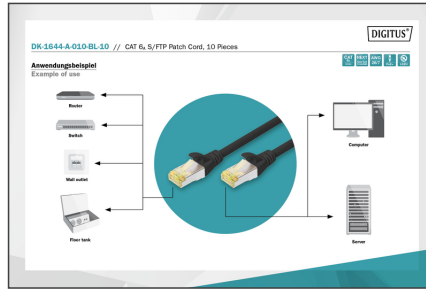 DIGITUS®
DK-1644-A-010-BL-10 // CAT 6A S/FTP Patch Cord, 10 Pieces
Anwendungsbeispiel
Example of use
Router
Switch
Wall outlet
Floor tank
Computer
Server